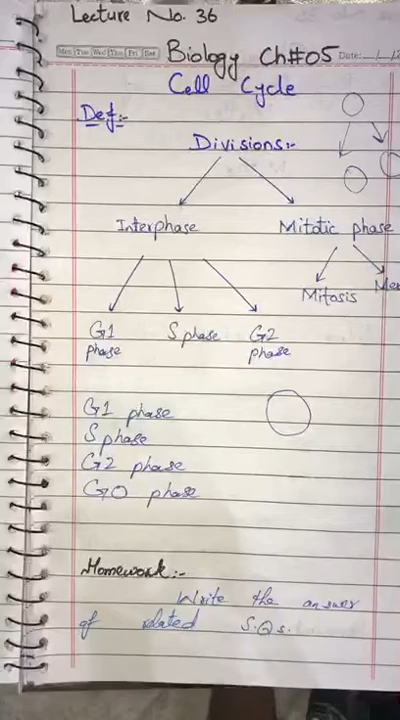 Lecture No. 36
Mon Tue Wed Thu Fri Sat Biology Ch#05 Date:
Cell Cycle
Def:-
Divisions:-
Interphase Mitotic phase
Mitosis
G1 phase S phase G2 phase
G1 phase
S phase
G2 phase
G0 phase
Homework:-
Write the answer
of related S.Qs.